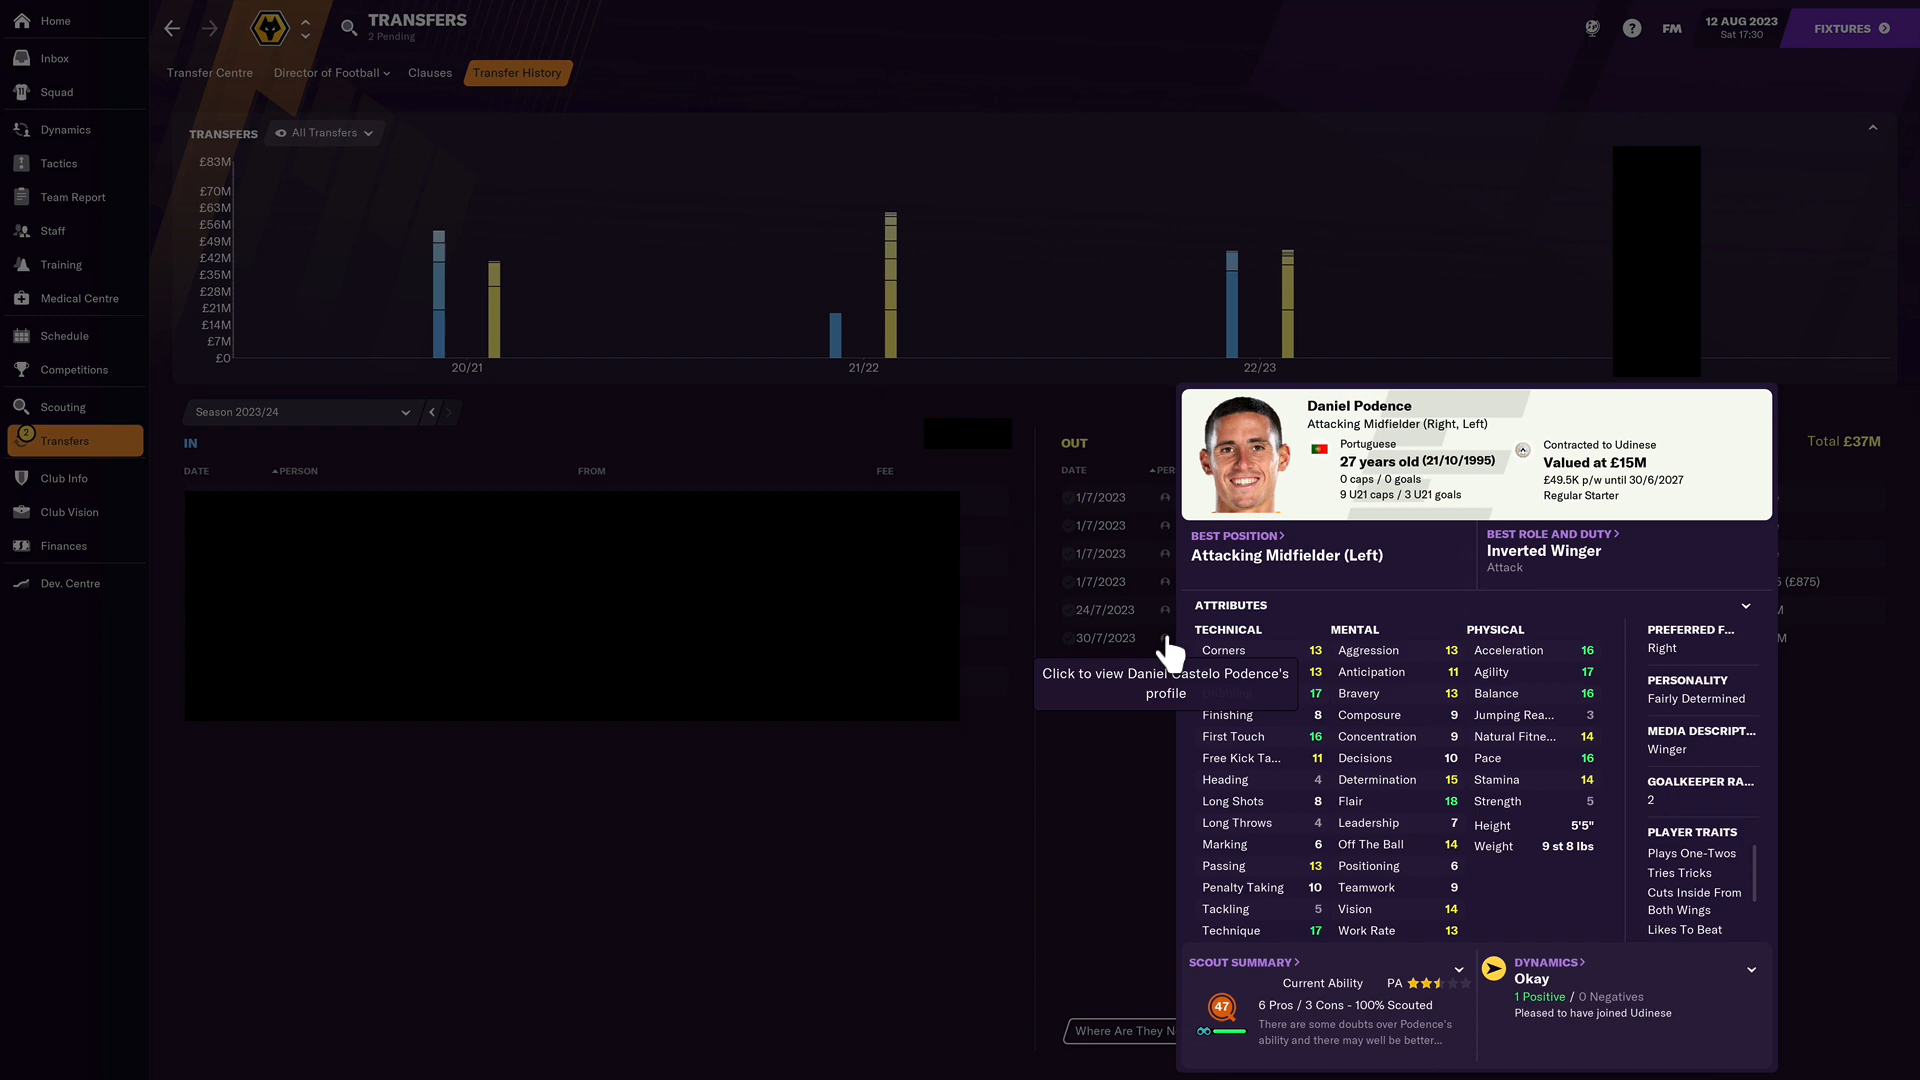 Home
Inbox
Squad
Dynamics
Tactics
Team Report
Staff
Training
Medical Centre
Schedule
Competitions
Scouting
2
Transfers
Club Info
Club Vision
Finances
Dev. Centre
TRANSFERS
2 Pending
FM
12 AUG 2023
Sat 17:30
FIXTURES
Transfer Centre
Director of Football
Clauses
Transfer History
TRANSFERS
All Transfers
£83M
£70M
£63M
£56M
£49M
£42M
£35M
£28M
£21M
£14M
£7M
£0
20/21
21/22
22/23
Season 2023/24
IN
DATE
PERSON
FROM
FEE
OUT
Total £37M
DATE
PER
1/7/2023
1/7/2023
1/7/2023
1/7/2023
(£875)
24/7/2023
30/7/2023
Click to view Daniel Castelo Podence's
profile
Where Are They N
Daniel Podence
Attacking Midfielder (Right, Left)
Portuguese
27 years old (21/10/1995)
0 caps / 0 goals
9 U21 caps / 3 U21 goals
Contracted to Udinese
Valued at £15M
£49.5K p/w until 30/6/2027
Regular Starter
BEST POSITION
Attacking Midfielder (Left)
BEST ROLE AND DUTY
Inverted Winger
Attack
ATTRIBUTES
TECHNICAL
Corners 13
13
Dribbling 17
Finishing 8
First Touch 16
Free Kick Ta... 11
Heading 4
Long Shots 8
Long Throws 4
Marking 6
Passing 13
Penalty Taking 10
Tackling 5
Technique 17
MENTAL
Aggression 13
Anticipation 11
Bravery 13
Composure 9
Concentration 9
Decisions 10
Determination 15
Flair 18
Leadership 7
Off The Ball 14
Positioning 6
Teamwork 9
Vision 14
Work Rate 13
PHYSICAL
Acceleration 16
Agility 17
Balance 16
Jumping Rea... 3
Natural Fitne... 14
Pace 16
Stamina 14
Strength 5
Height 5'5"
Weight 9 st 8 lbs
PREFERRED F...
Right
PERSONALITY
Fairly Determined
MEDIA DESCRIPT...
Winger
GOALKEEPER RA...
2
PLAYER TRAITS
Plays One-Twos
Tries Tricks
Cuts Inside From
Both Wings
Likes To Beat
SCOUT SUMMARY
Current Ability PA
47
6 Pros / 3 Cons - 100% Scouted
There are some doubts over Podence's
ability and there may well be better...
DYNAMICS
Okay
1 Positive / 0 Negatives
Pleased to have joined Udinese